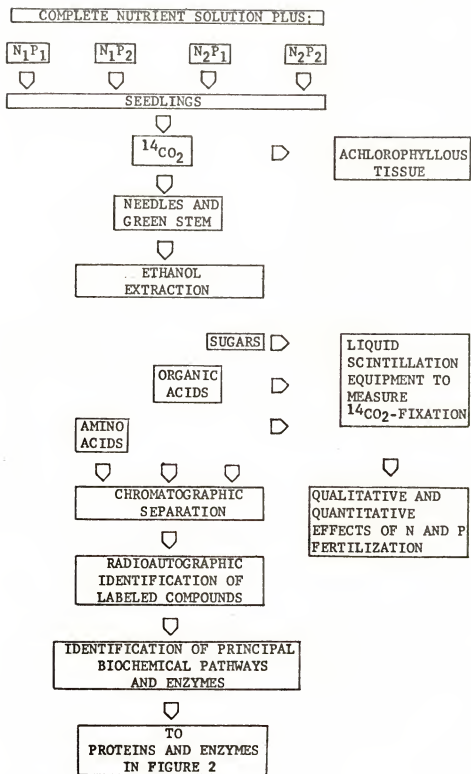 COMPLETE NUTRIENT SOLUTION PLUS:
N₁P₁ N₁P₂ N₂P₁ N₂P₂
SEEDLINGS
¹⁴CO₂
ACHLOROPHYLLOUS
TISSUE
NEEDLES AND
GREEN STEM
ETHANOL
EXTRACTION
SUGARS
ORGANIC
ACIDS
AMINO
ACIDS
LIQUID
SCINTILLATION
EQUIPMENT TO
MEASURE
¹⁴CO₂-FIXATION
CHROMATOGRAPHIC
SEPARATION
QUALITATIVE AND
QUANTITATIVE
EFFECTS OF N AND P
FERTILIZATION
RADIOAUTOGRAPHIC
IDENTIFICATION OF
LABELED COMPOUNDS
IDENTIFICATION OF PRINCIPAL
BIOCHEMICAL PATHWAYS
AND ENZYMES
TO
PROTEINS AND ENZYMES
IN FIGURE 2